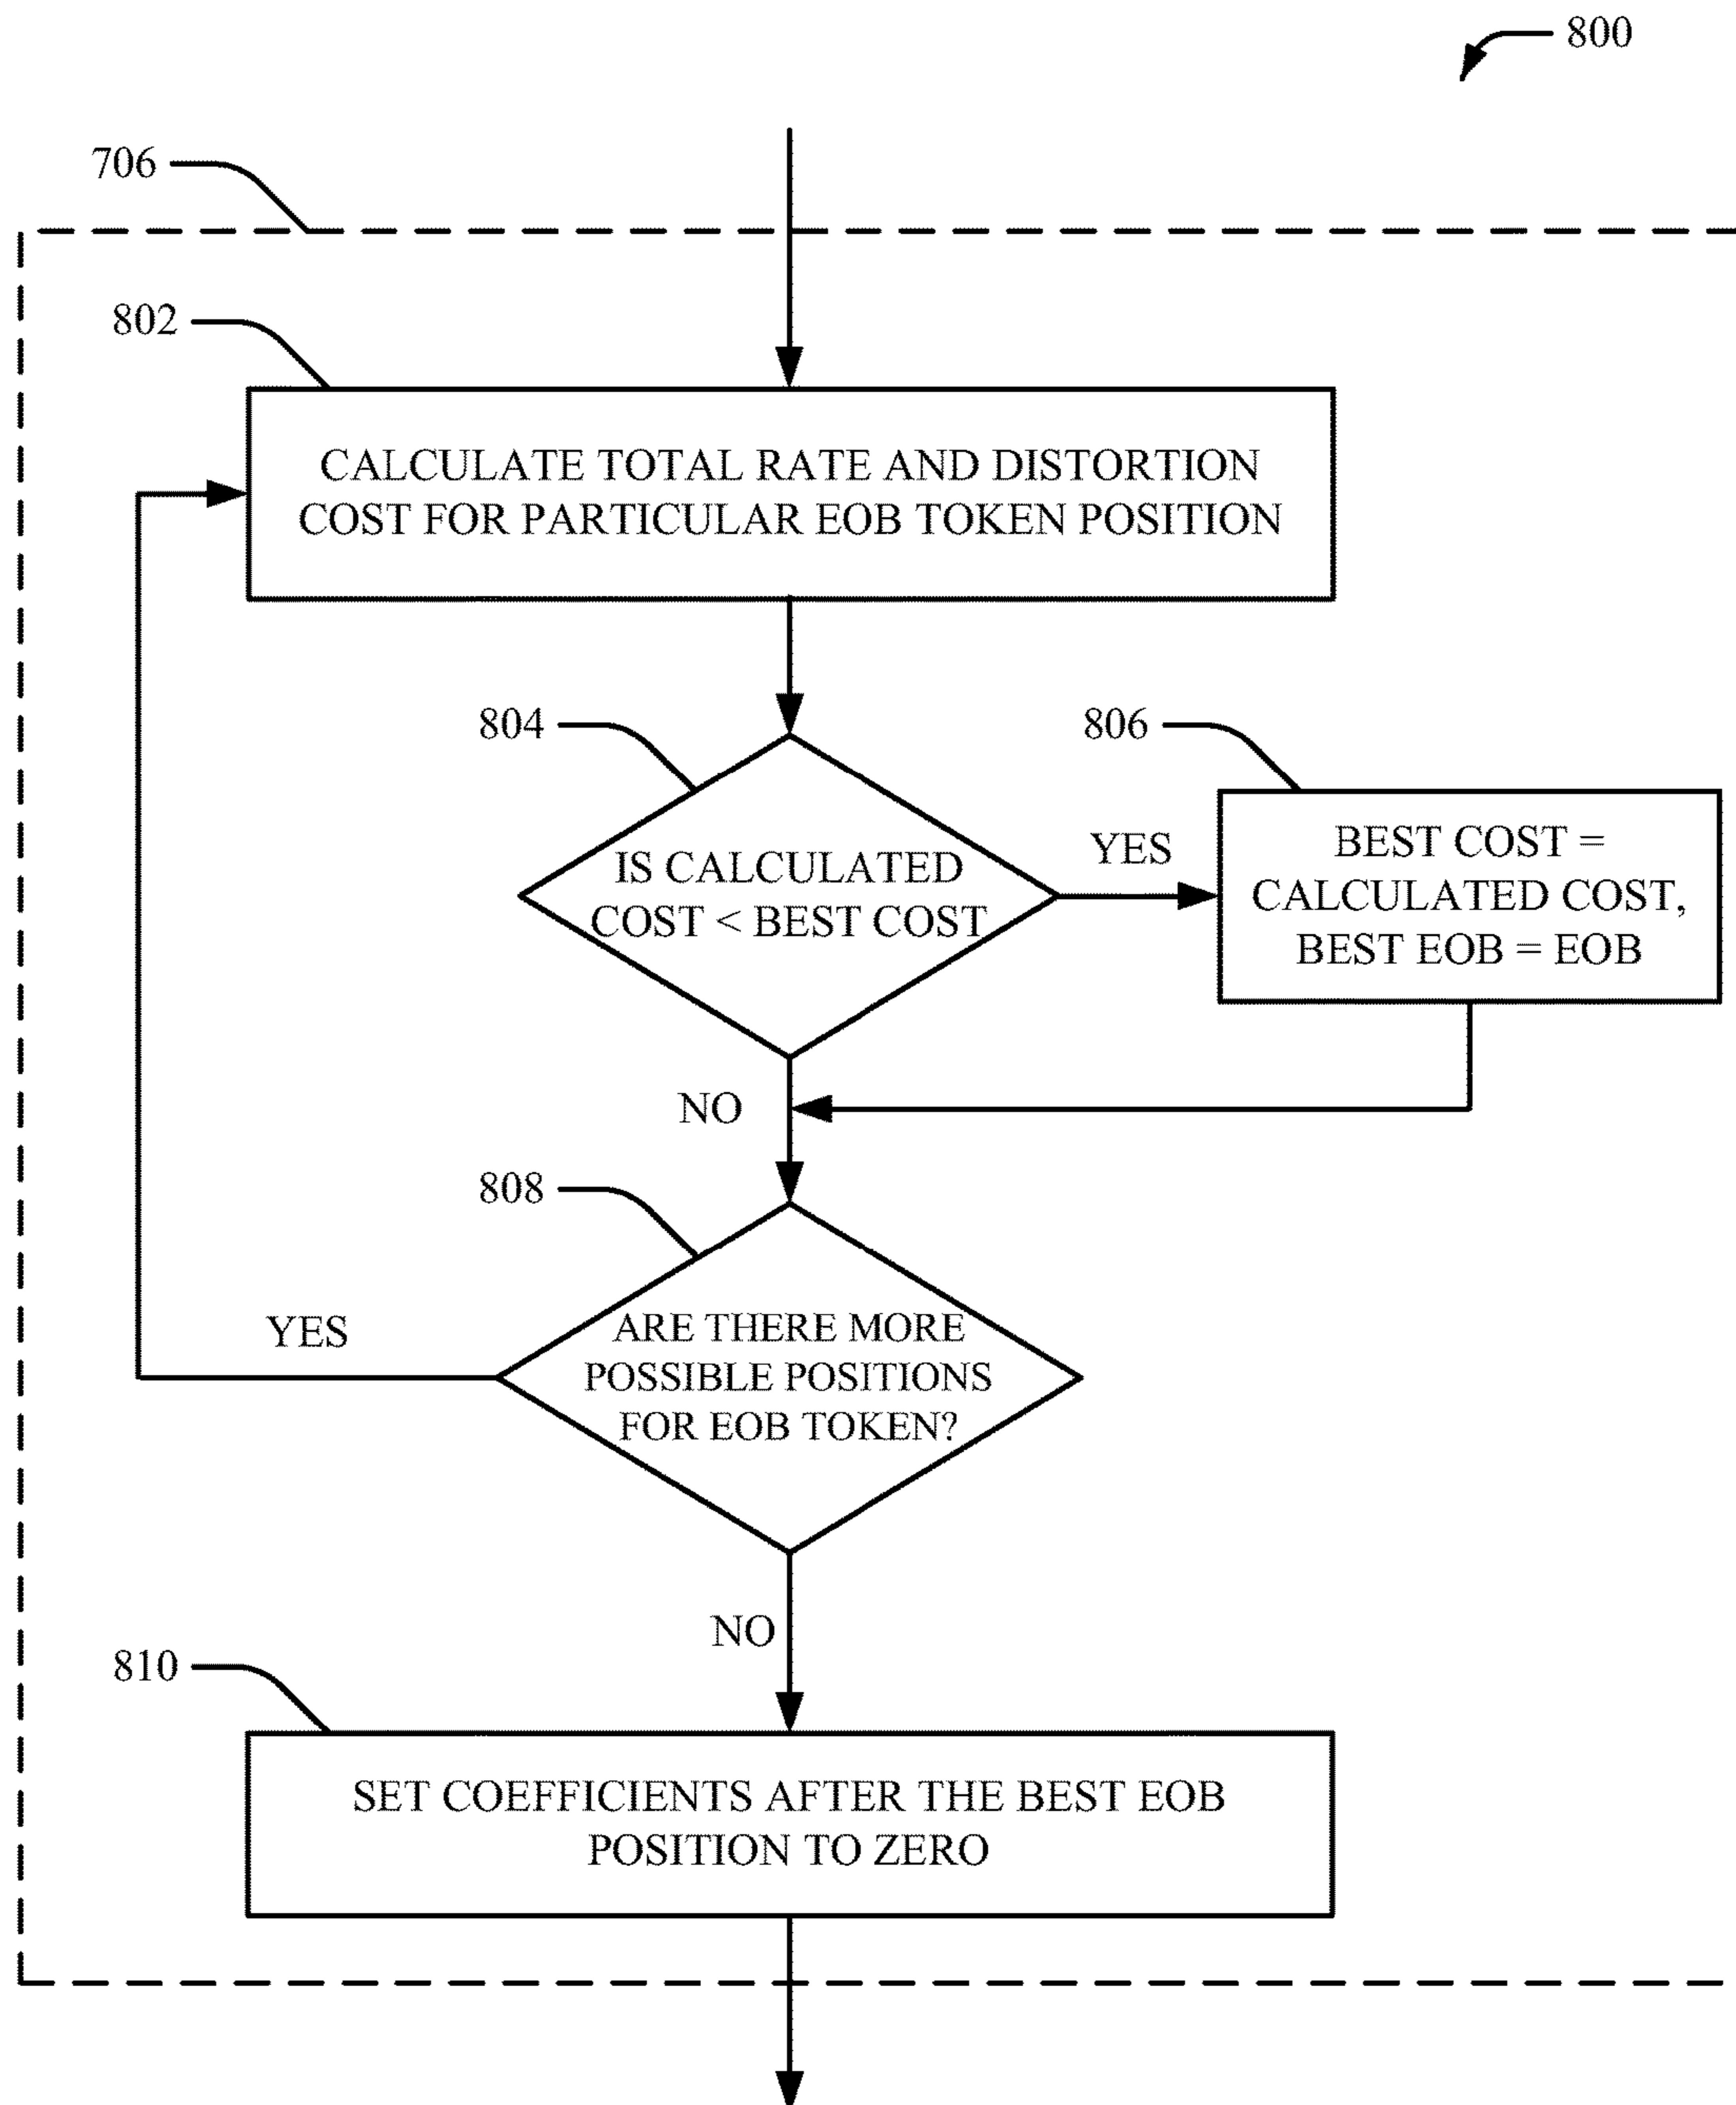 800
706
802
CALCULATE TOTAL RATE AND DISTORTION
COST FOR PARTICULAR EOB TOKEN POSITION
804
806
IS CALCULATED
COST < BEST COST
YES
BEST COST =
CALCULATED COST,
BEST EOB = EOB
NO
808
YES
ARE THERE MORE
POSSIBLE POSITIONS
FOR EOB TOKEN?
NO
810
SET COEFFICIENTS AFTER THE BEST EOB
POSITION TO ZERO